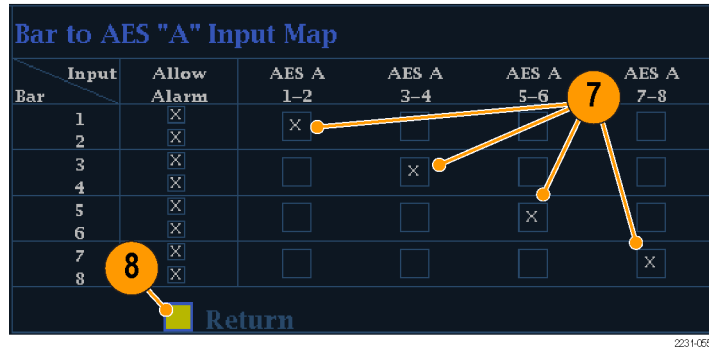 Bar to AES "A" Input Map
Input Allow AES A AES A AES A AES A
Bar Alarm 1–2 3–4 5–6 7–8
7
1 X X
2 X
3 X X
4 X
5 X X
6 X
7 X X
8 X
8
Return
2231-055